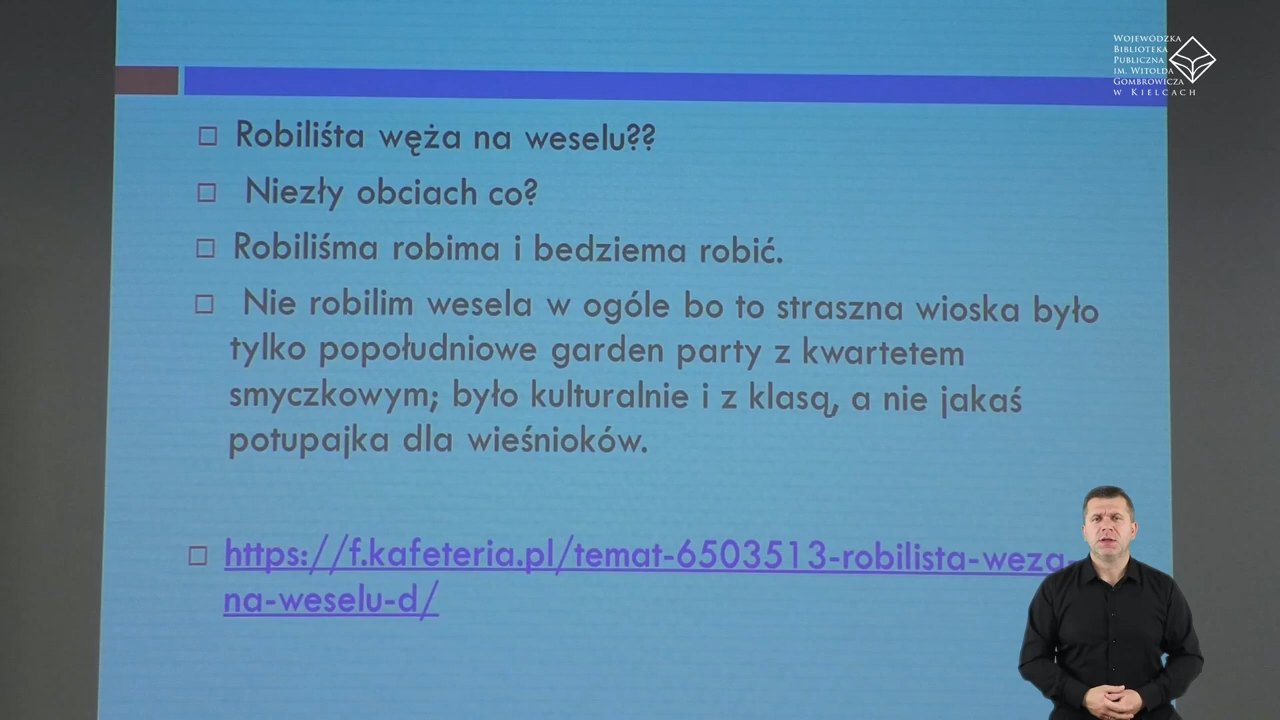 Wojewódzka
Biblioteka
Publiczna
im. Witolda
Gombrowicza
w Kielcach
Robiliśta węża na weselu??
Niezły obciach co?
Robiliśma robima i bedziema robić.
Nie robilim wesela w ogóle bo to straszna wioska było
tylko popołudniowe garden party z kwartetem
smyczkowym; było kulturalnie i z klasą, a nie jakaś
potupajka dla wieśnioków.
https://f.kafeteria.pl/temat-6503513-robilista-weza-
na-weselu-d/